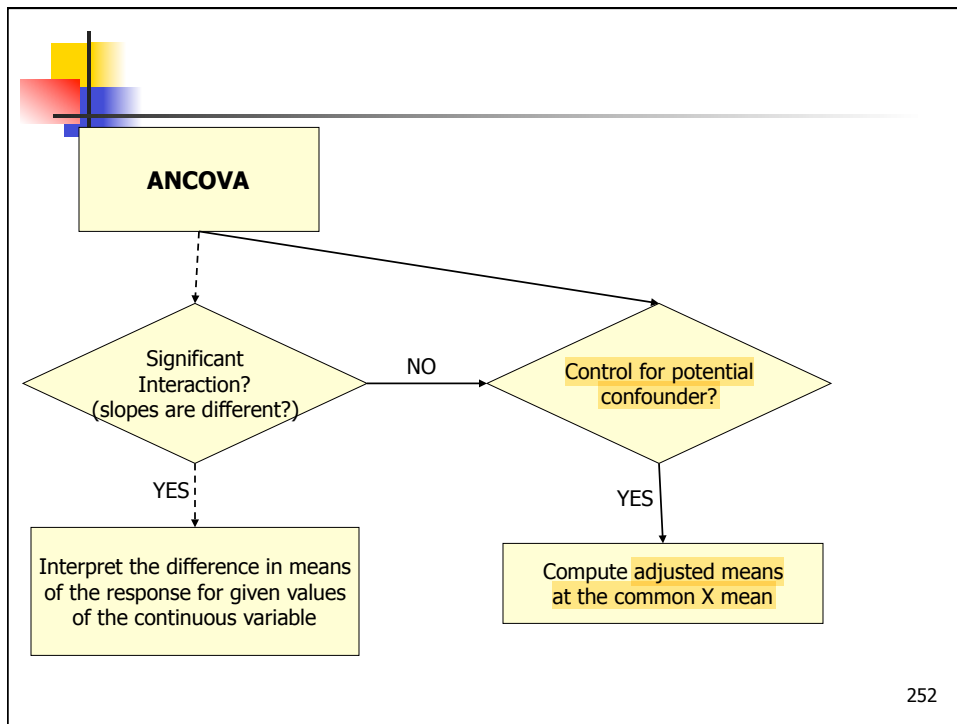 ANCOVA
Significant
Interaction?
(slopes are different?)
NO
Control for potential
confounder?
YES
Interpret the difference in means
of the response for given values
of the continuous variable
YES
Compute adjusted means
at the common X mean
252